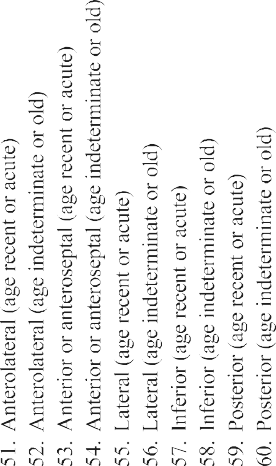 51. Anterolateral (age recent or acute)
52. Anterolateral (age indeterminate or old)
53. Anterior or anteroseptal (age recent or acute)
54. Anterior or anteroseptal (age indeterminate or old)
55. Lateral (age recent or acute)
56. Lateral (age indeterminate or old)
57. Inferior (age recent or acute)
58. Inferior (age indeterminate or old)
59. Posterior (age recent or acute)
60. Posterior (age indeterminate or old)